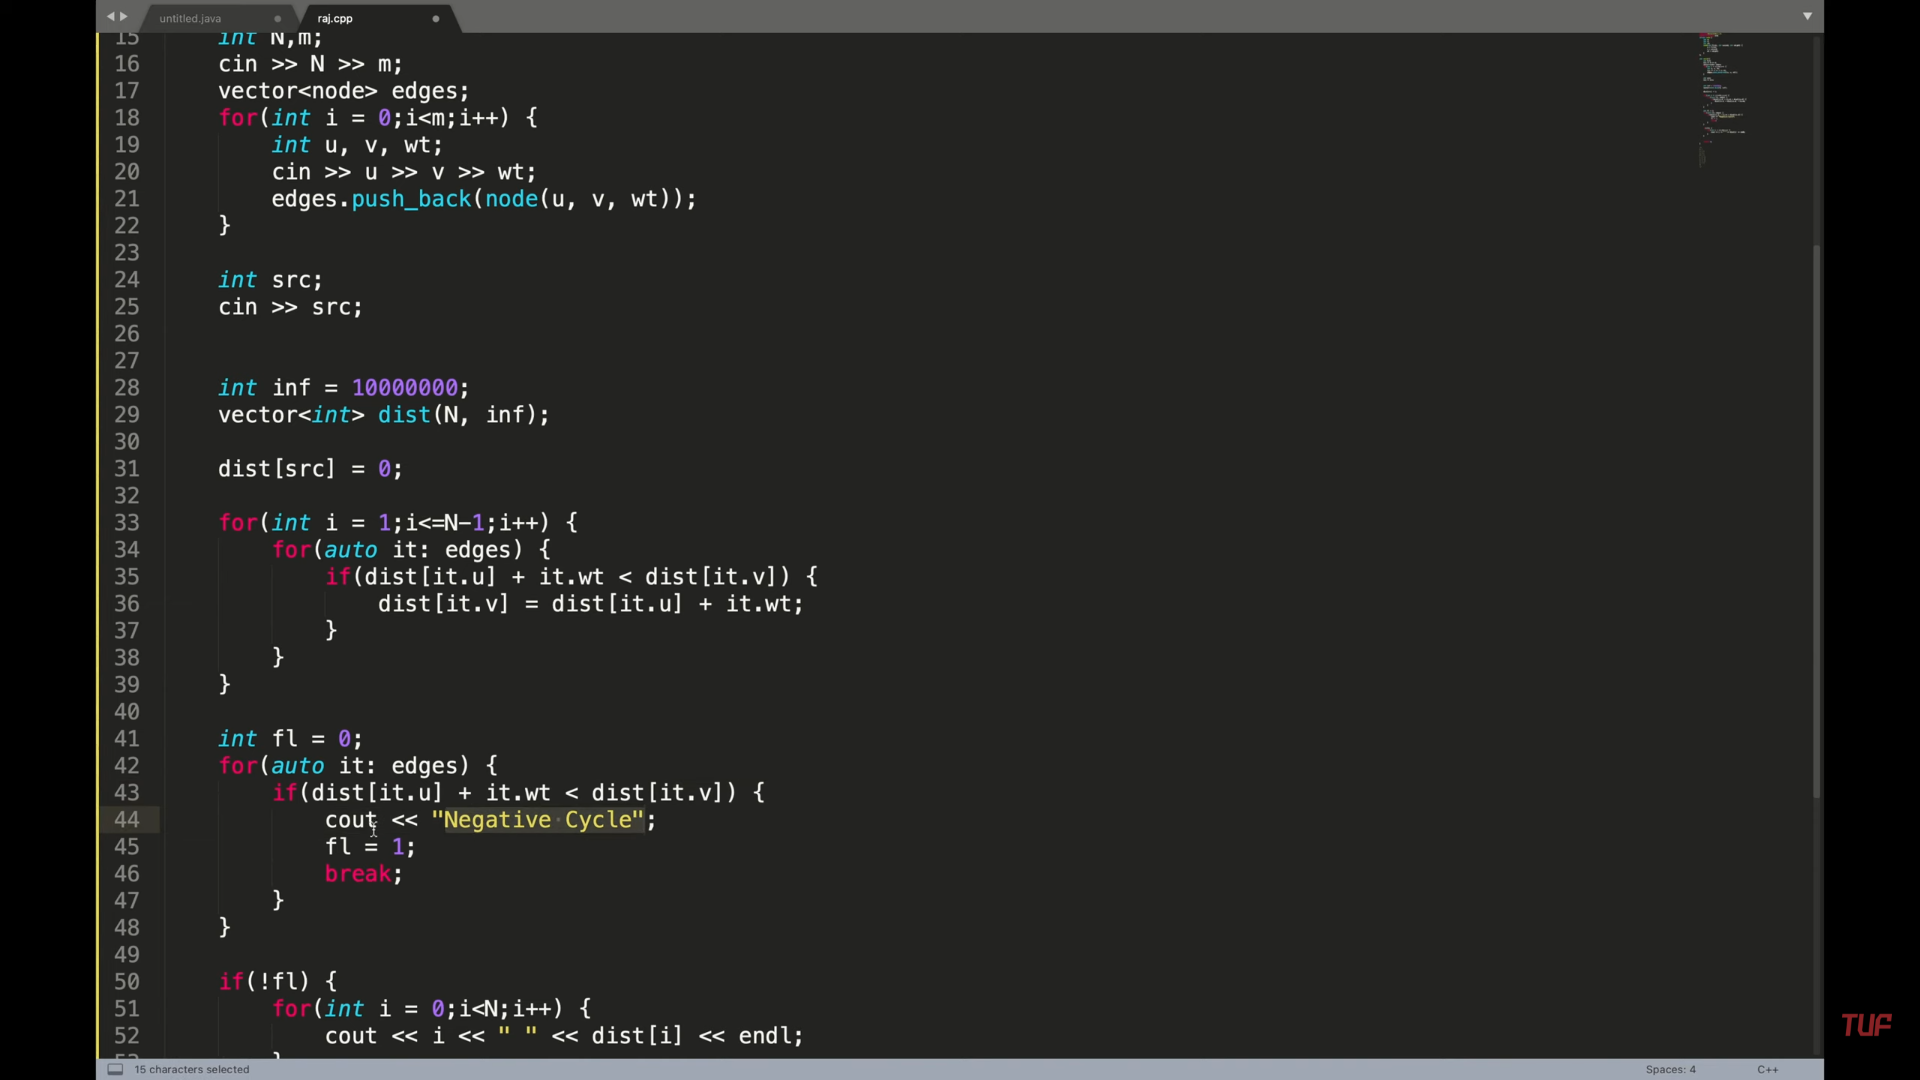 untitled.java
raj.cpp
15 int N,m;
16 cin >> N >> m;
17 vector<node> edges;
18 for(int i = 0;i<m;i++) {
19 int u, v, wt;
20 cin >> u >> v >> wt;
21 edges.push_back(node(u, v, wt));
22 }
23
24 int src;
25 cin >> src;
26
27
28 int inf = 10000000;
29 vector<int> dist(N, inf);
30
31 dist[src] = 0;
32
33 for(int i = 1;i<=N-1;i++) {
34 for(auto it: edges) {
35 if(dist[it.u] + it.wt < dist[it.v]) {
36 dist[it.v] = dist[it.u] + it.wt;
37 }
38 }
39 }
40
41 int fl = 0;
42 for(auto it: edges) {
43 if(dist[it.u] + it.wt < dist[it.v]) {
44 cout << "Negative Cycle";
45 fl = 1;
46 break;
47 }
48 }
49
50 if(!fl) {
51 for(int i = 0;i<N;i++) {
52 cout << i << " " << dist[i] << endl;
TUF
15 characters selected
Spaces: 4
C++